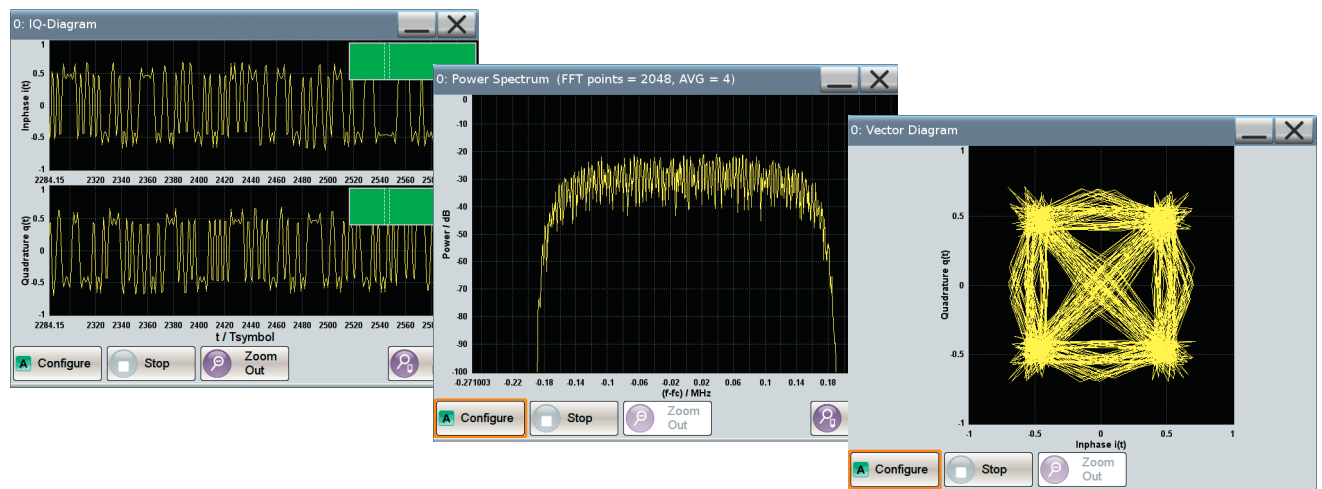 0: IQ-Diagram
Inphase i(t)
1
0.5
0
-0.5
-1
2284.15 2320 2340 2360 2380 2400 2420 2440 2460 2480 2500 2520 2540 2560
Quadrature q(t)
1
0.5
0
-0.5
-1
2284.15 2320 2340 2360 2380 2400 2420 2440 2460 2480 2500 2520 2540 2560
t / Tsymbol
A Configure
Stop
Zoom
Out
0: Power Spectrum (FFT points = 2048, AVG = 4)
Power / dB
0
-10
-20
-30
-40
-50
-60
-70
-80
-90
-100
-0.271003 -0.22 -0.18 -0.14 -0.1 -0.06 -0.02 0.02 0.06 0.1 0.14 0.18
(f-fc) / MHz
A Configure
Stop
Zoom
Out
0: Vector Diagram
Quadrature q(t)
1
0.5
0
-0.5
-1
-1 -0.5 0 0.5 1
Inphase i(t)
A Configure
Stop
Zoom
Out